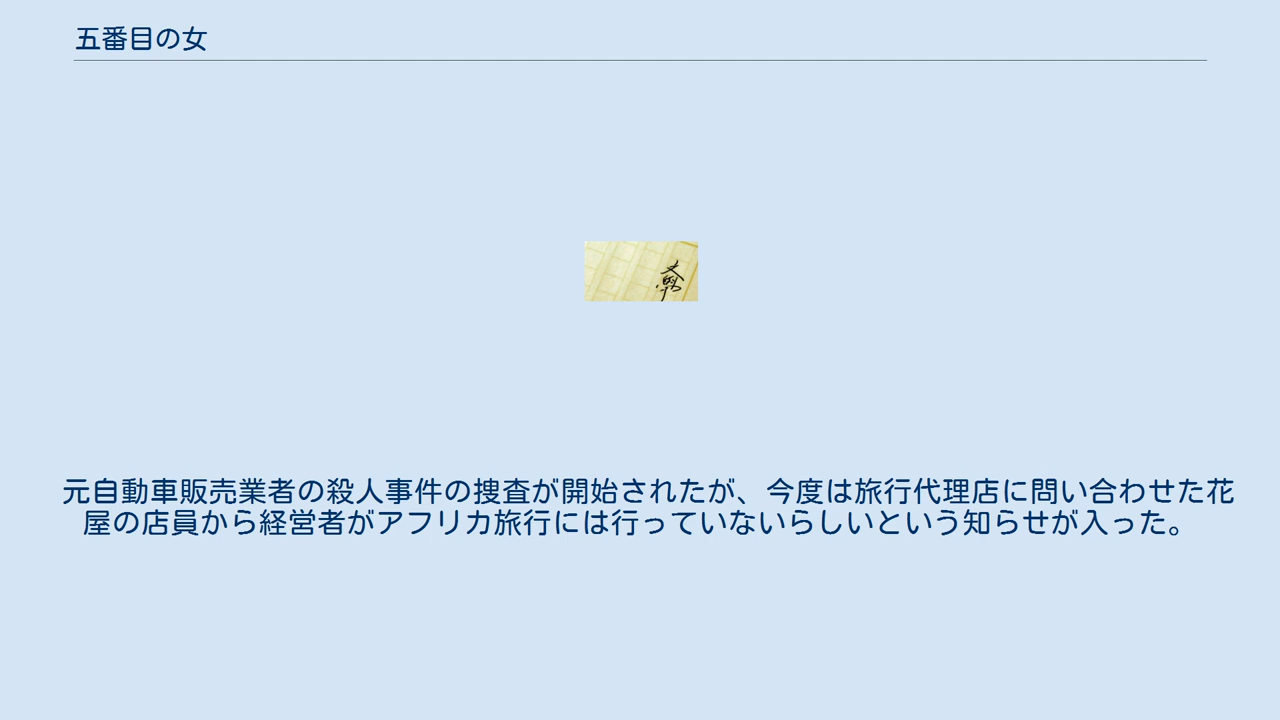 五番目の女
元自動車販売業者の殺人事件の捜査が開始されたが、今度は旅行代理店に問い合わせた花
屋の店員から経営者がアフリカ旅行には行っていないらしいという知らせが入った。